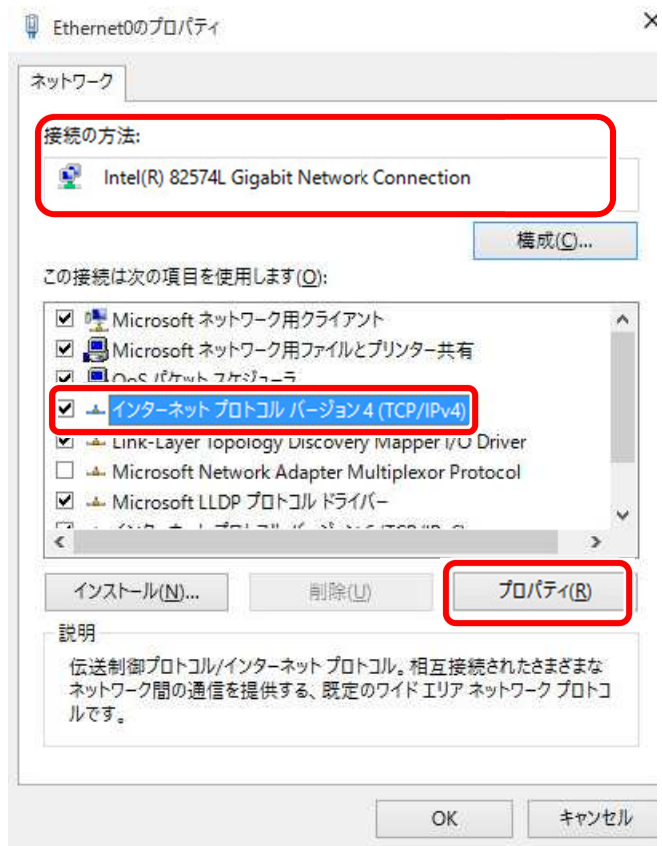 Ethernet0のプロパティ
ネットワーク
接続の方法:
Intel(R) 82574L Gigabit Network Connection
構成(C)...
この接続は次の項目を使用します(O):
Microsoft ネットワーク用クライアント
Microsoft ネットワーク用ファイルとプリンター共有
QoS パケット スケジューラ
インターネット プロトコル バージョン 4 (TCP/IPv4)
Link-Layer Topology Discovery Mapper I/O Driver
Microsoft Network Adapter Multiplexor Protocol
Microsoft LLDP プロトコル ドライバー
インストール(N)...
削除(U)
プロパティ(R)
説明
伝送制御プロトコル/インターネット プロトコル。相互接続されたさまざまな
ネットワーク間の通信を提供する、既定のワイド エリア ネットワーク プロトコ
ルです。
OK
キャンセル